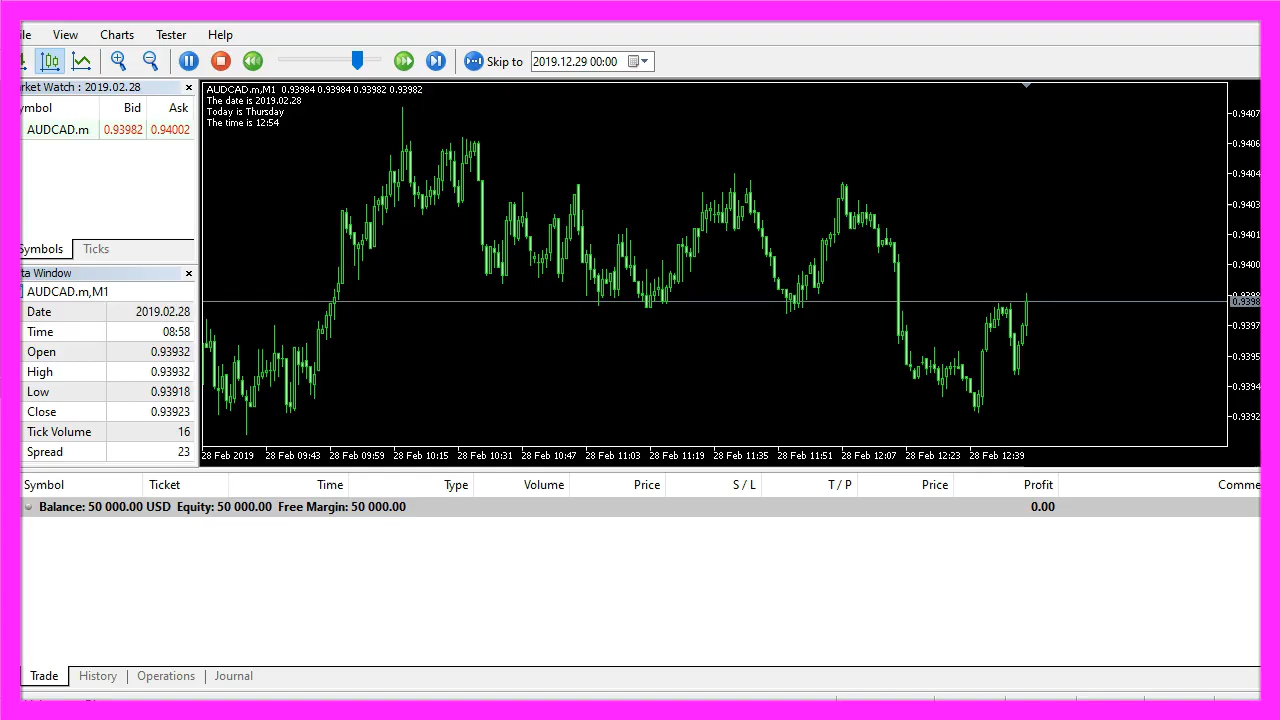 View Charts Tester Help
Skip to 2019.12.29 00:00
Market Watch : 2019.02.28 ×
Symbol Bid Ask
AUDCAD.m 0.93982 0.94002
Symbols Ticks
Data Window ×
AUDCAD.m,M1
Date 2019.02.28
Time 08:58
Open 0.93932
High 0.93932
Low 0.93918
Close 0.93923
Tick Volume 16
Spread 23
AUDCAD.m,M1 0.93984 0.93984 0.93982 0.93982
The date is 2019.02.28
Today is Thursday
The time is 12:54
0.9407
0.9406
0.9404
0.9403
0.9401
0.9400
0.9398
0.9397
0.9395
0.9394
0.9392
28 Feb 2019 28 Feb 09:43 28 Feb 09:59 28 Feb 10:15 28 Feb 10:31 28 Feb 10:47 28 Feb 11:03 28 Feb 11:19 28 Feb 11:35 28 Feb 11:51 28 Feb 12:07 28 Feb 12:23 28 Feb 12:39
Symbol Ticket Time Type Volume Price S / L T / P Price Profit Comme
Balance: 50 000.00 USD Equity: 50 000.00 Free Margin: 50 000.00 0.00
Trade History Operations Journal